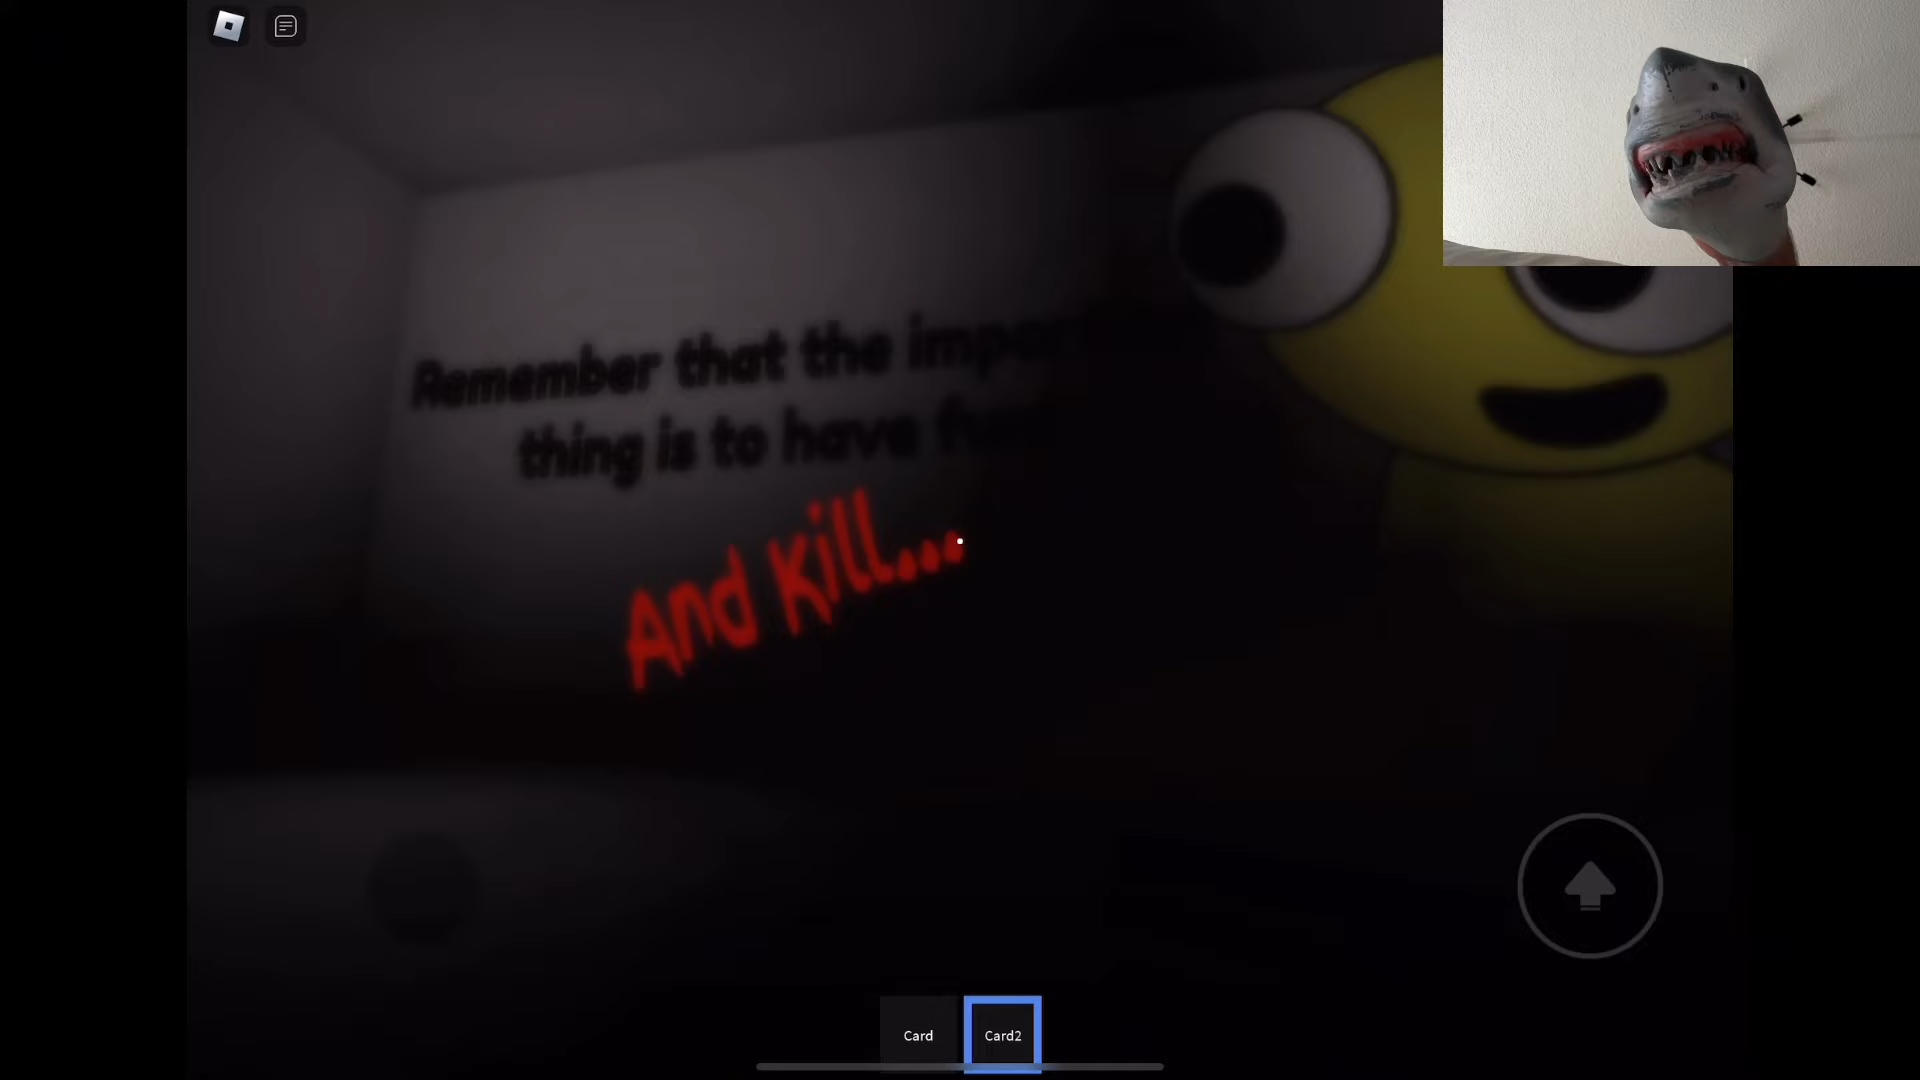 Remember that the
thing is to have
And Kill...
Card
Card2